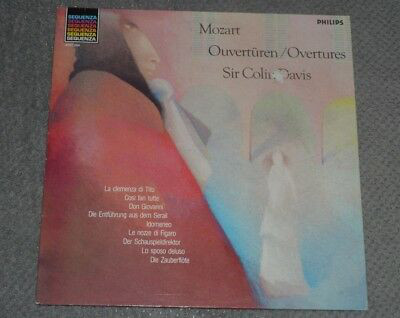 SEQUENZA
SEQUENZA
SEQUENZA
SEQUENZA
SEQUENZA
SEQUENZA
PHILIPS
Mozart
Ouvertüren/Overtures
Sir Colin Davis
La clemenza di Tito
Così fan tutte
Don Giovanni
Die Entführung aus dem Serail
Idomeneo
Le nozze di Figaro
Der Schauspieldirektor
Lo sposo deluso
Die Zauberflöte